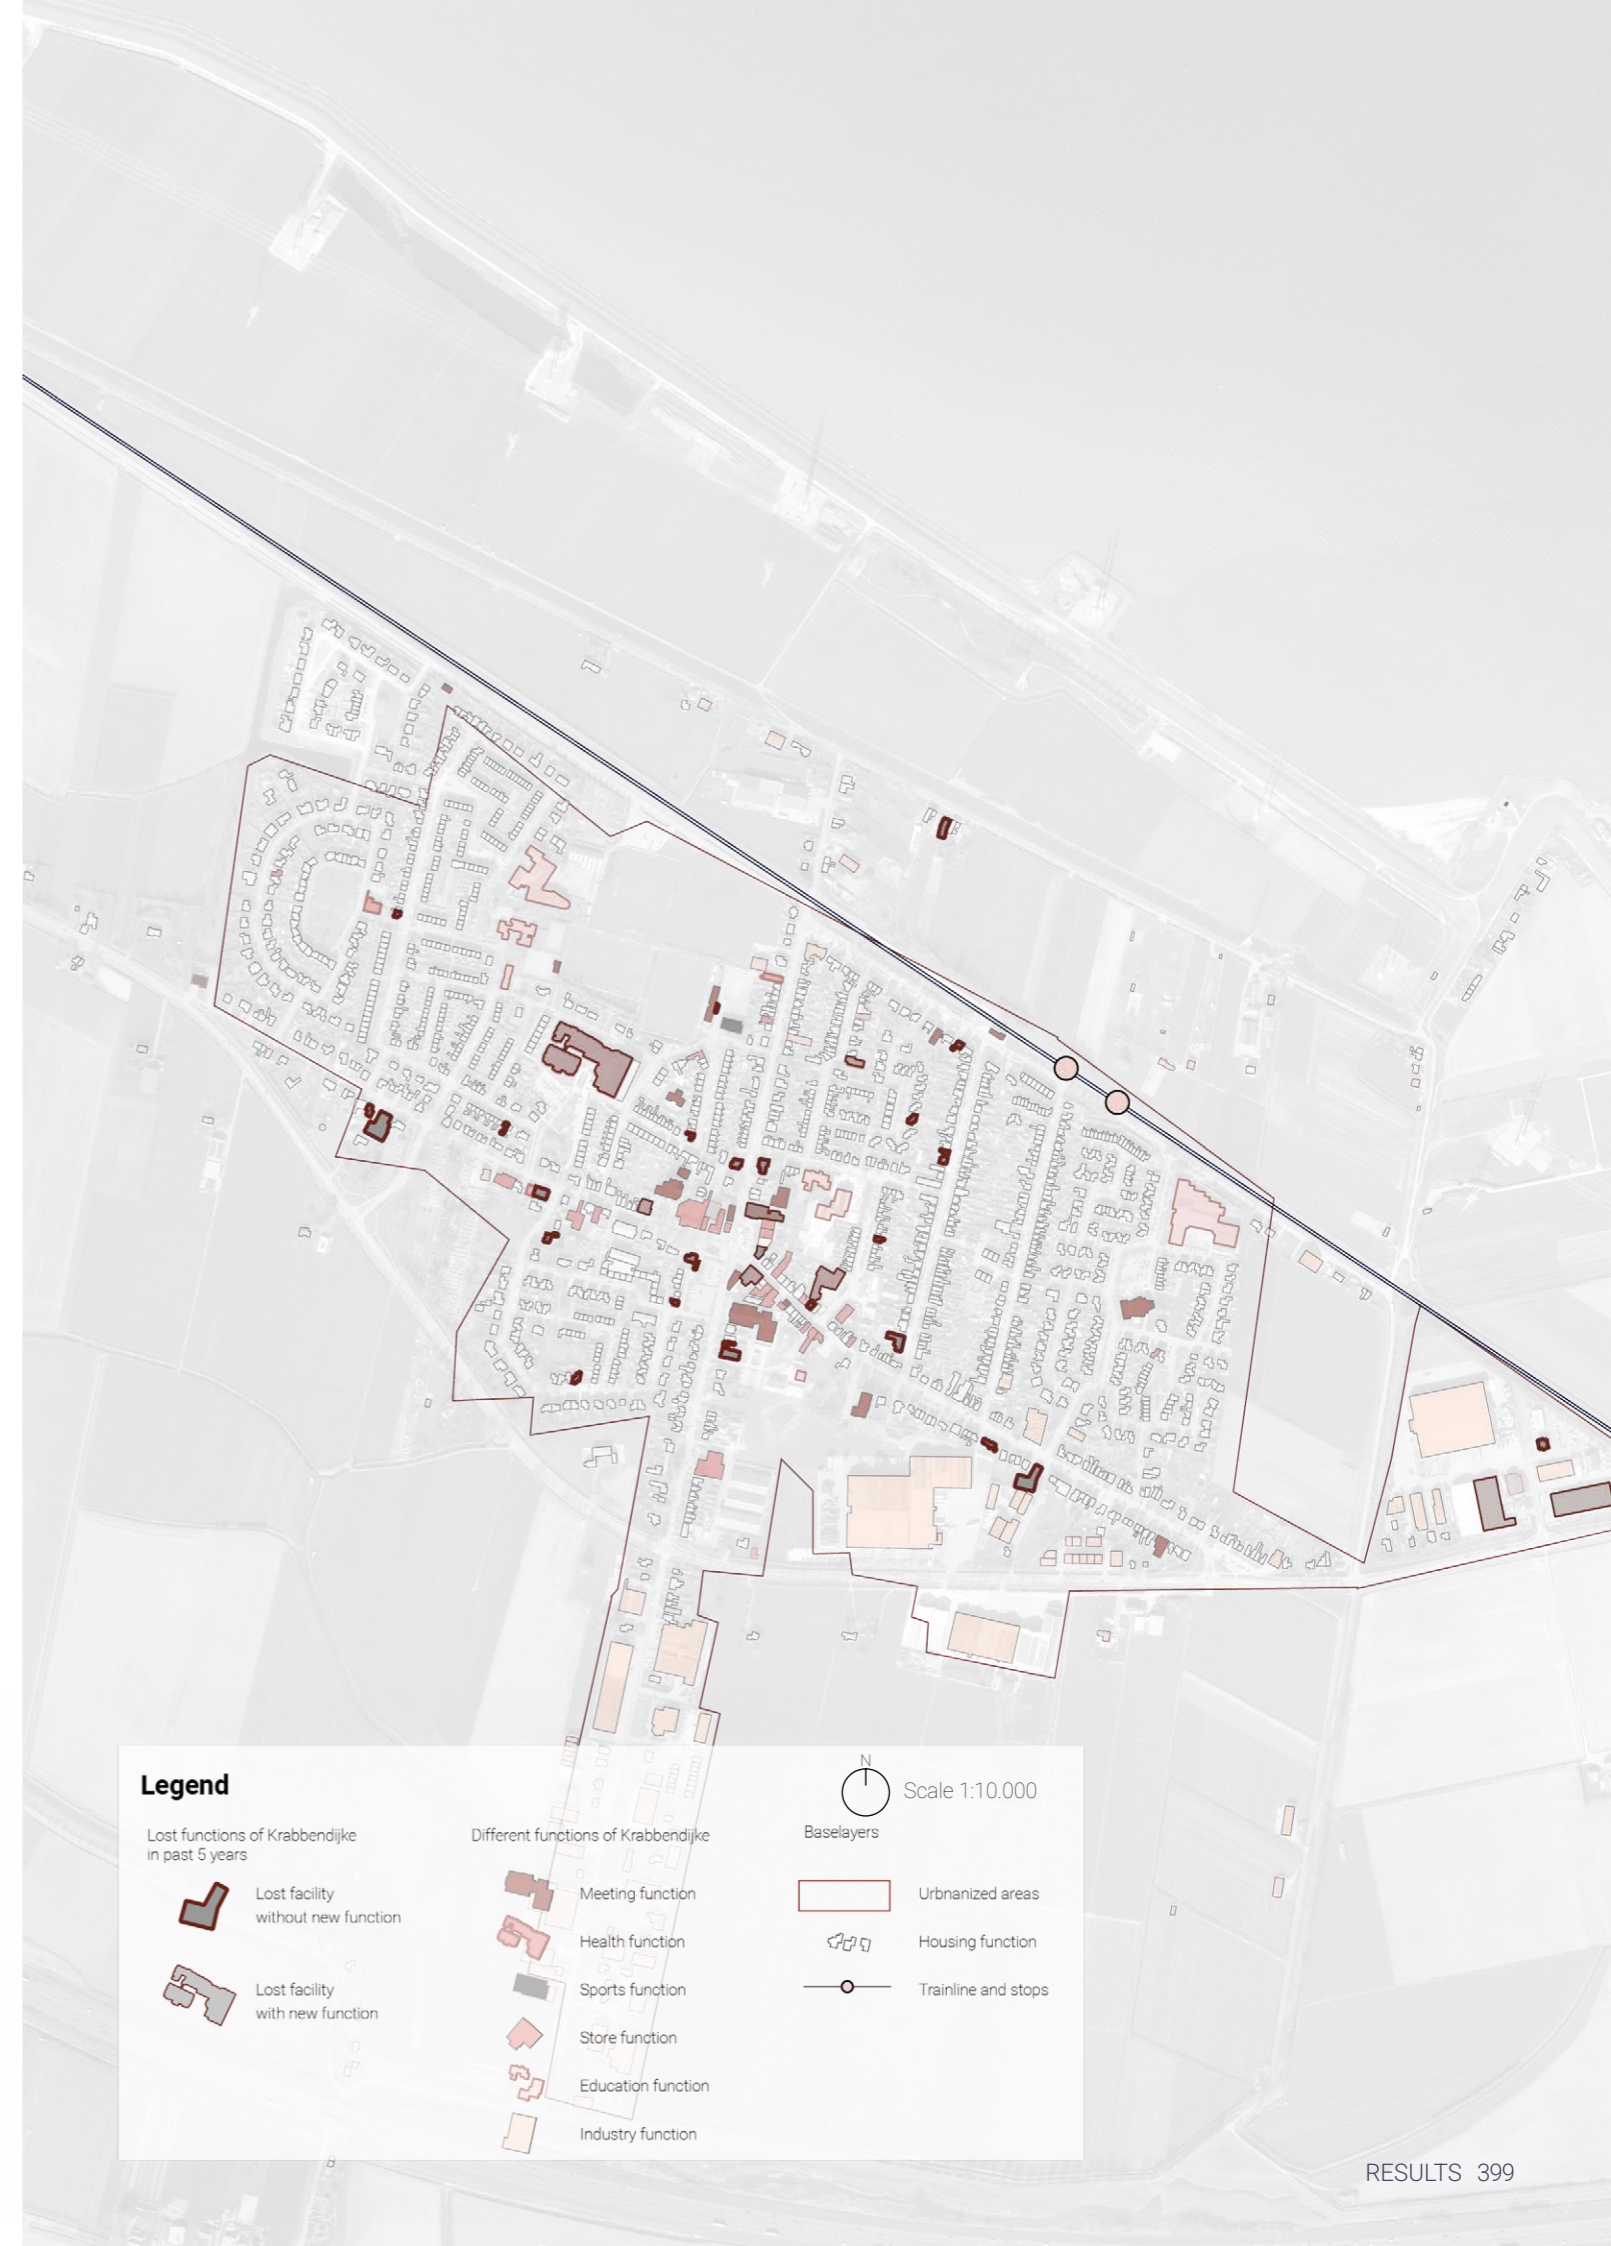 Legend
N
Scale 1:10.000
Lost functions of Krabbendijke
in past 5 years
Lost facility
without new function
Lost facility
with new function
Different functions of Krabbendijke
Meeting function
Health function
Sports function
Store function
Education function
Industry function
Baselayers
Urbnanized areas
Housing function
Trainline and stops
RESULTS 399